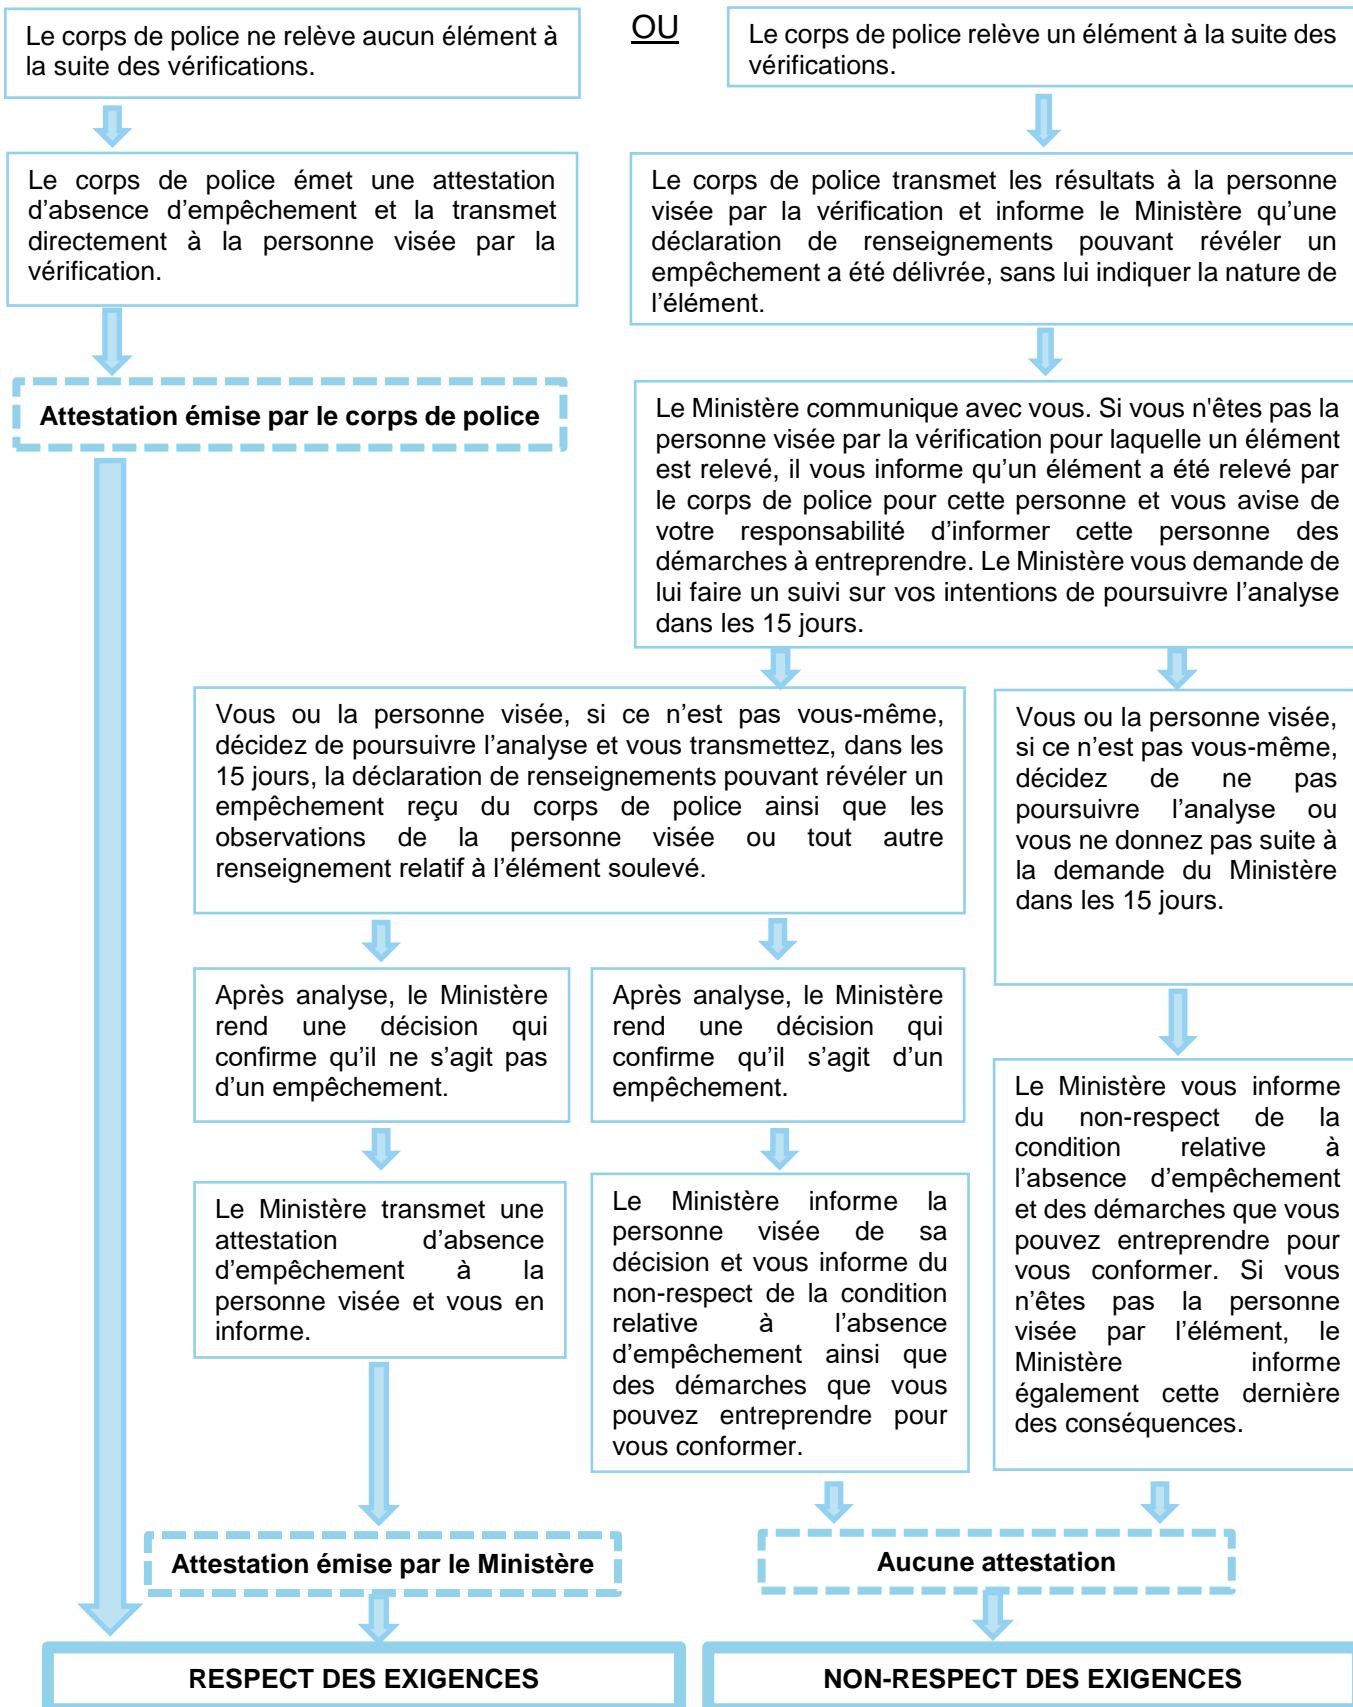 Le corps de police ne relève aucun élément à
la suite des vérifications.
OU
Le corps de police relève un élément à la suite des
vérifications.
Le corps de police émet une attestation
d’absence d’empêchement et la transmet
directement à la personne visée par la
vérification.
Le corps de police transmet les résultats à la personne
visée par la vérification et informe le Ministère qu’une
déclaration de renseignements pouvant révéler un
empêchement a été délivrée, sans lui indiquer la nature de
l’élément.
Attestation émise par le corps de police
Le Ministère communique avec vous. Si vous n'êtes pas la
personne visée par la vérification pour laquelle un élément
est relevé, il vous informe qu’un élément a été relevé par
le corps de police pour cette personne et vous avise de
votre responsabilité d’informer cette personne des
démarches à entreprendre. Le Ministère vous demande de
lui faire un suivi sur vos intentions de poursuivre l’analyse
dans les 15 jours.
Vous ou la personne visée, si ce n’est pas vous-même,
décidez de poursuivre l’analyse et vous transmettez, dans les
15 jours, la déclaration de renseignements pouvant révéler un
empêchement reçu du corps de police ainsi que les
observations de la personne visée ou tout autre
renseignement relatif à l’élément soulevé.
Vous ou la personne visée,
si ce n’est pas vous-même,
décidez de ne pas
poursuivre l’analyse ou
vous ne donnez pas suite à
la demande du Ministère
dans les 15 jours.
Après analyse, le Ministère
rend une décision qui
confirme qu’il ne s’agit pas
d’un empêchement.
Après analyse, le Ministère
rend une décision qui
confirme qu’il s’agit d’un
empêchement.
Le Ministère vous informe
du non-respect de la
condition relative à
l’absence d’empêchement
et des démarches que vous
pouvez entreprendre pour
vous conformer. Si vous
n’êtes pas la personne
visée par l’élément, le
Ministère informe
également cette dernière
des conséquences.
Le Ministère transmet une
attestation d’absence
d’empêchement à la
personne visée et vous en
informe.
Le Ministère informe la
personne visée de sa
décision et vous informe du
non-respect de la condition
relative à l’absence
d’empêchement ainsi que
des démarches que vous
pouvez entreprendre pour
vous conformer.
Attestation émise par le Ministère
Aucune attestation
RESPECT DES EXIGENCES
NON-RESPECT DES EXIGENCES